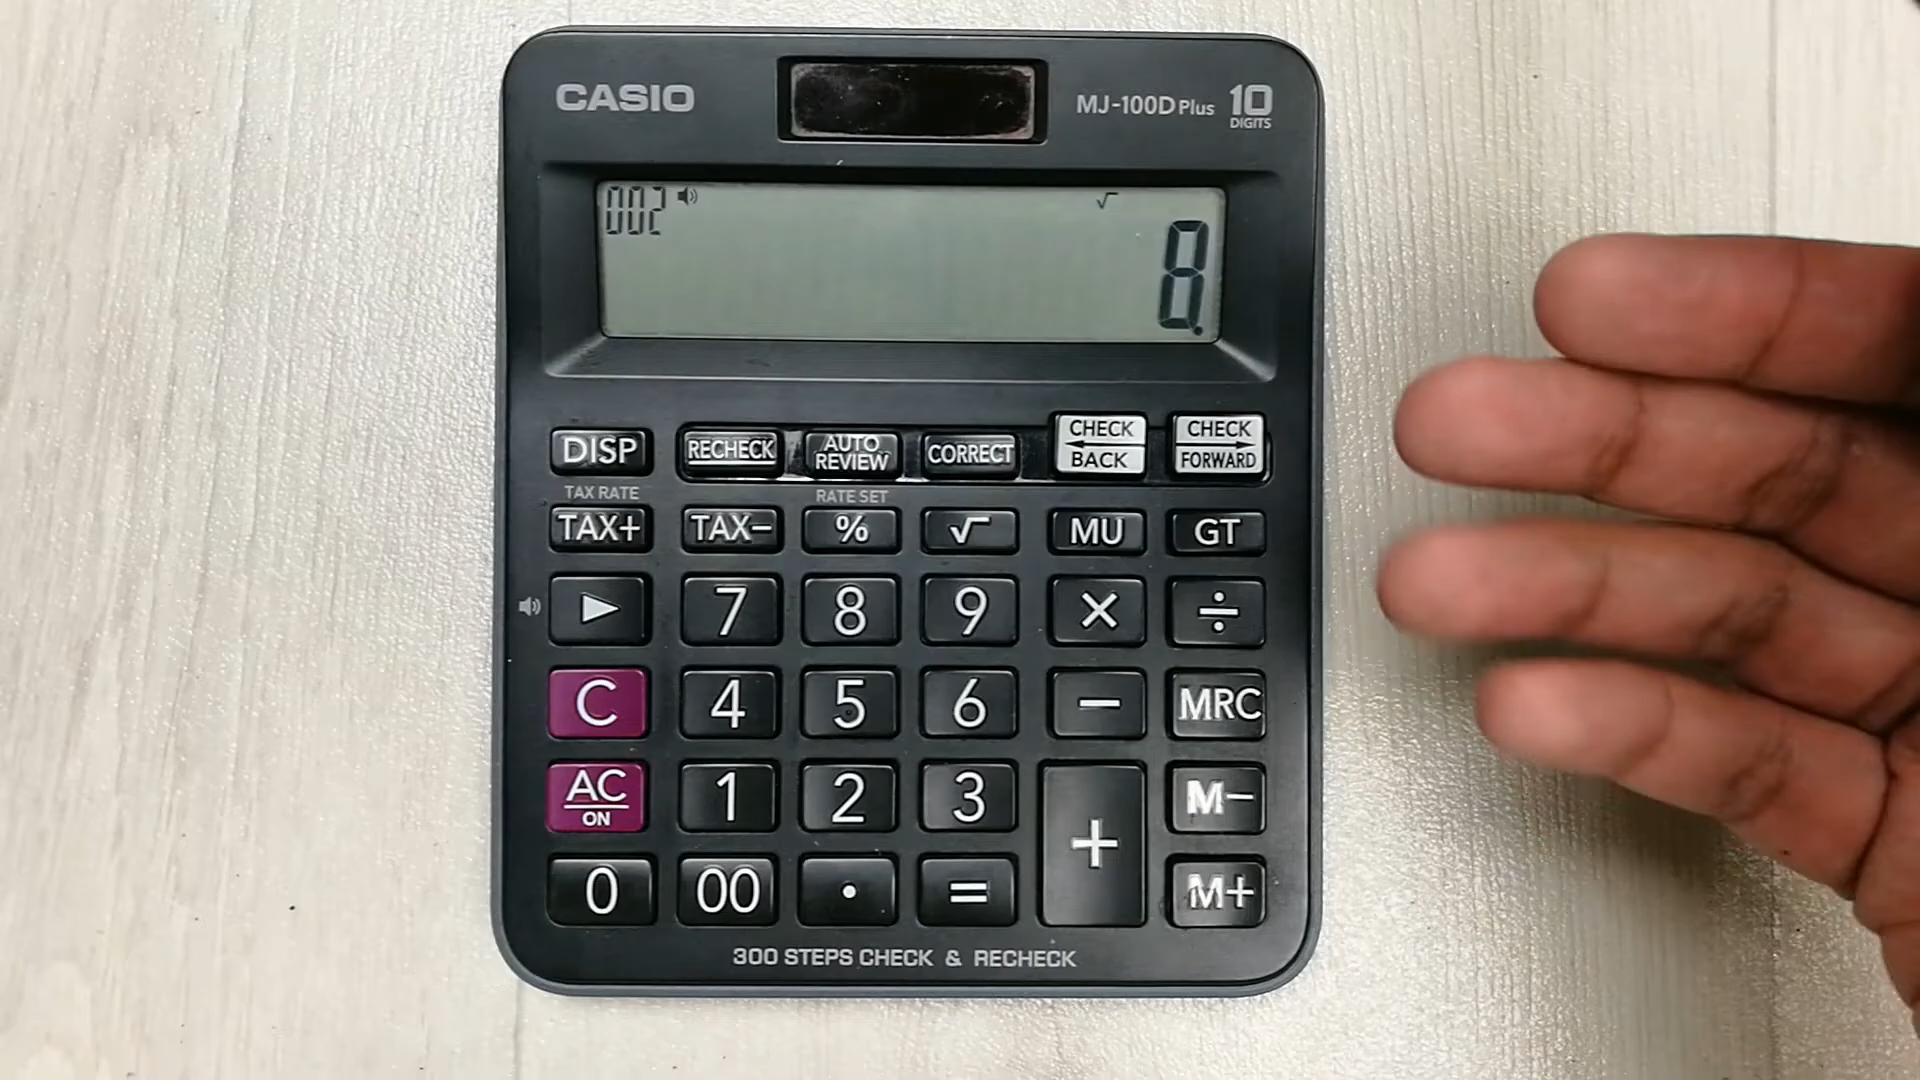 CASIO
MJ-100D Plus 10 DIGITS
002 √
8.
DISP RECHECK AUTO REVIEW CORRECT CHECK BACK CHECK FORWARD
TAX RATE RATE SET
TAX+ TAX− % √ MU GT
▶ 7 8 9 × ÷
C 4 5 6 − MRC
AC ON 1 2 3 + M−
0 00 • = M+
300 STEPS CHECK & RECHECK